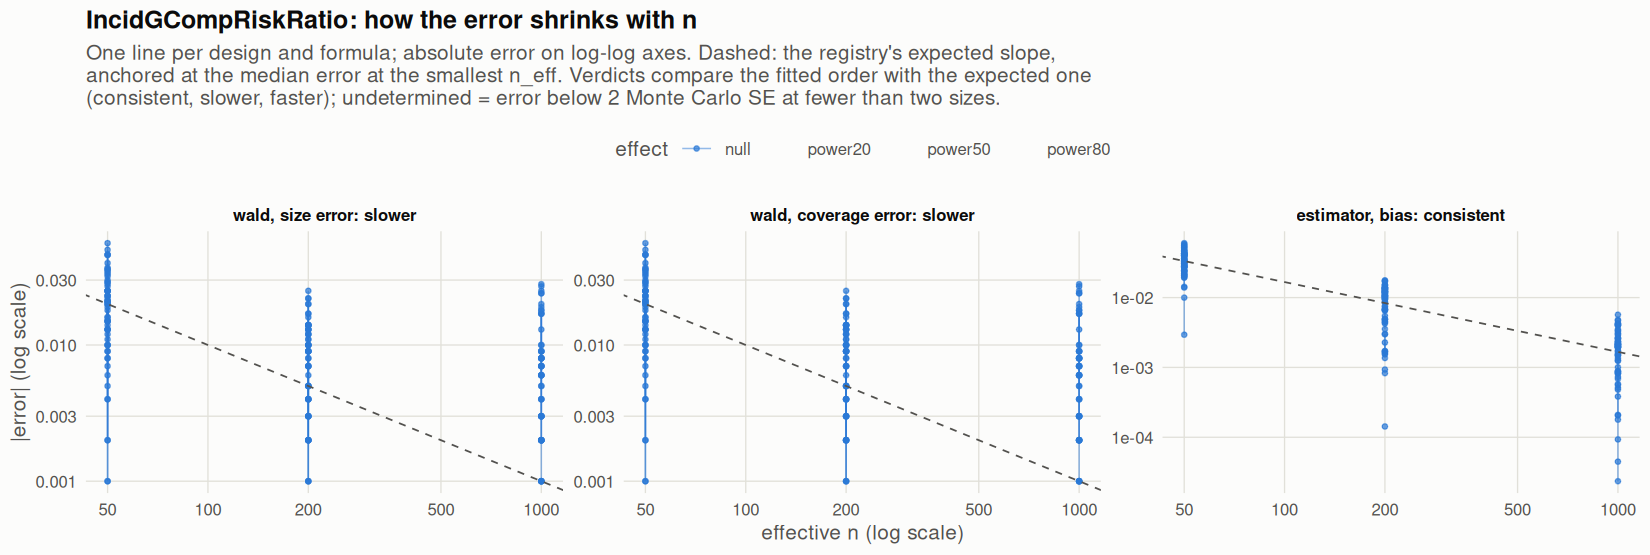 IncidGCompRiskRatio: how the error shrinks with n
One line per design and formula; absolute error on log-log axes. Dashed: the registry's expected slope,
anchored at the median error at the smallest n_eff. Verdicts compare the fitted order with the expected one
(consistent, slower, faster); undetermined = error below 2 Monte Carlo SE at fewer than two sizes.
effect null power20 power50 power80
wald, size error: slower
wald, coverage error: slower
estimator, bias: consistent
|error| (log scale)
0.030
0.010
0.003
0.001
50 100 200 500 1000
0.030
0.010
0.003
0.001
50 100 200 500 1000
1e-02
1e-03
1e-04
50 100 200 500 1000
effective n (log scale)